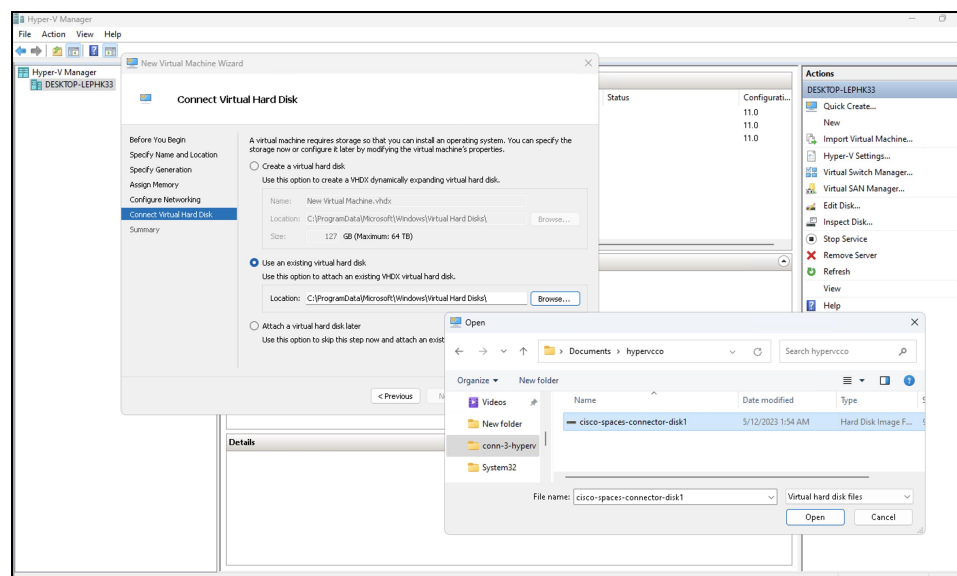 Hyper-V Manager
File Action View Help
Hyper-V Manager
DESKTOP-LEPHK33
New Virtual Machine Wizard
Connect Virtual Hard Disk
Before You Begin
Specify Name and Location
Specify Generation
Assign Memory
Configure Networking
Connect Virtual Hard Disk
Summary
A virtual machine requires storage so that you can install an operating system. You can specify the
storage now or configure it later by modifying the virtual machine's properties.
Create a virtual hard disk
Use this option to create a VHDX dynamically expanding virtual hard disk.
Name: New Virtual Machine.vhdx
Location: C:\ProgramData\Microsoft\Windows\Virtual Hard Disks\ Browse...
Size: 127 GB (Maximum: 64 TB)
Use an existing virtual hard disk
Use this option to attach an existing VHDX virtual hard disk.
Location: C:\ProgramData\Microsoft\Windows\Virtual Hard Disks\ Browse...
Attach a virtual hard disk later
Use this option to skip this step now and attach an exist
< Previous N
Status Configurati...
11.0
11.0
11.0
Details
Actions
DESKTOP-LEPHK33
Quick Create...
New
Import Virtual Machine...
Hyper-V Settings...
Virtual Switch Manager...
Virtual SAN Manager...
Edit Disk...
Inspect Disk...
Stop Service
Remove Server
Refresh
View
Help
Open
Documents > hypervcco Search hypervcco
Organize New folder
Name Date modified Type S
Videos
New folder
conn-3-hyperv
System32
cisco-spaces-connector-disk1 5/12/2023 1:54 AM Hard Disk Image F... 9
File name: cisco-spaces-connector-disk1 Virtual hard disk files
Open Cancel